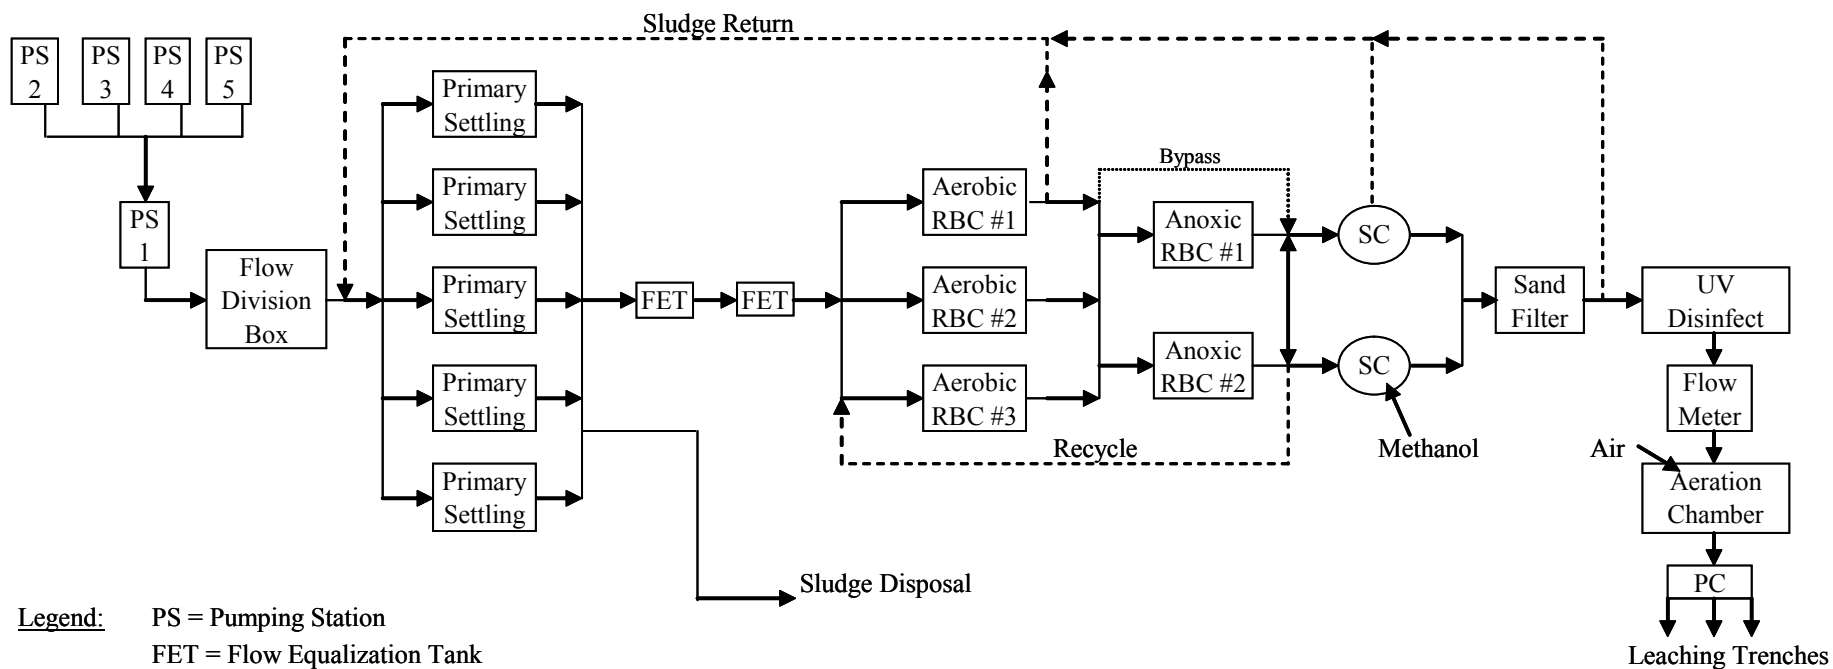 Sludge Return
PS
2
PS
3
PS
4
PS
5
PS
1
Flow
Division
Box
Primary
Settling
Primary
Settling
Primary
Settling
Primary
Settling
Primary
Settling
FET
FET
Aerobic
RBC #1
Aerobic
RBC #2
Aerobic
RBC #3
Bypass
Anoxic
RBC #1
Anoxic
RBC #2
Recycle
SC
SC
Methanol
Sand
Filter
UV
Disinfect
Flow
Meter
Air
Aeration
Chamber
PC
Leaching Trenches
Sludge Disposal
Legend: PS = Pumping Station
FET = Flow Equalization Tank